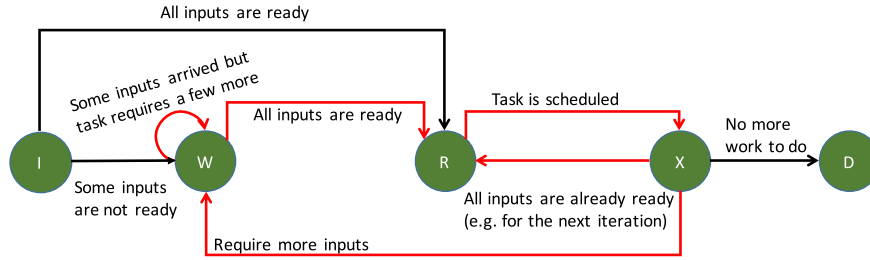 All inputs are ready
Some inputs arrived but
task requires a few more
All inputs are ready
Task is scheduled
No more
work to do
I
W
R
X
D
Some inputs
are not ready
All inputs are already ready
(e.g. for the next iteration)
Require more inputs